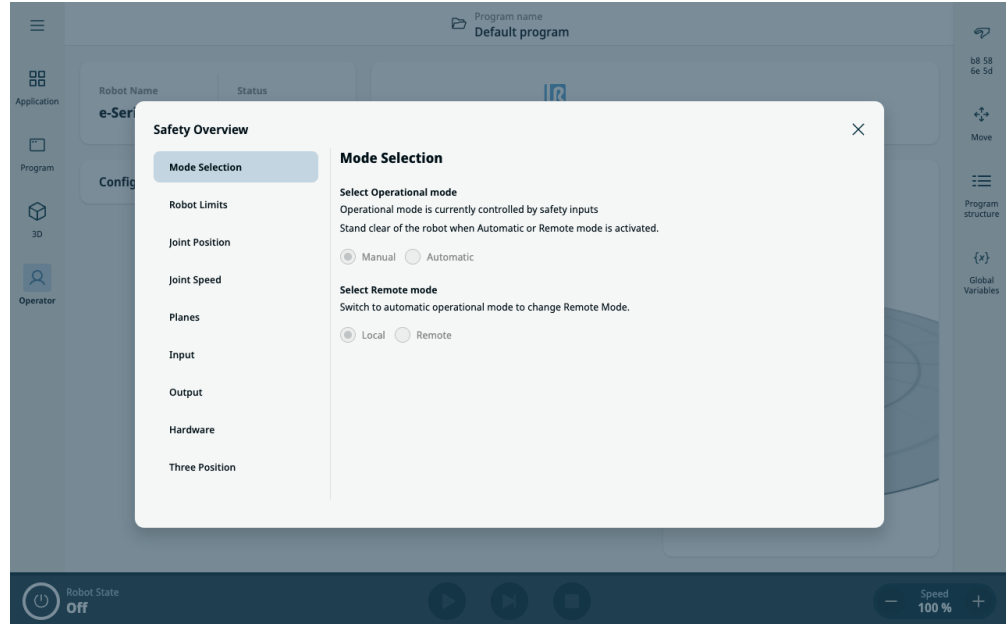 Program name
Default program
b8 58
6e 5d
Application
Robot Name
Status
e-Seri
Safety Overview
Mode Selection
Mode Selection
Select Operational mode
Move
Program
Config
Robot Limits
Operational mode is currently controlled by safety inputs
Stand clear of the robot when Automatic or Remote mode is activated.
Program
structure
3D
Joint Position
Manual
Automatic
Joint Speed
Select Remote mode
Global
Variables
Operator
Switch to automatic operational mode to change Remote Mode.
Planes
Local
Remote
{x}
Input
Output
Hardware
Three Position
Robot State
Off
Speed
100 %